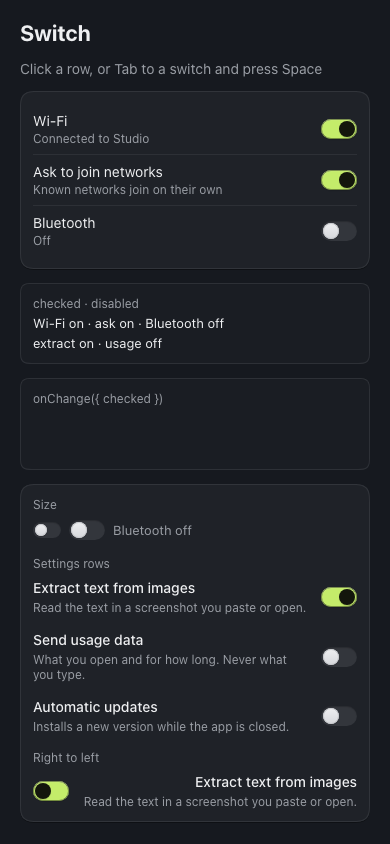 Switch
Click a row, or Tab to a switch and press Space
Wi-Fi
Connected to Studio
Ask to join networks
Known networks join on their own
Bluetooth
Off
checked · disabled
Wi-Fi on · ask on · Bluetooth off
extract on · usage off
onChange({ checked })
Size
Bluetooth off
Settings rows
Extract text from images
Read the text in a screenshot you paste or open.
Send usage data
What you open and for how long. Never what
you type.
Automatic updates
Installs a new version while the app is closed.
Right to left
Extract text from images
Read the text in a screenshot you paste or open.